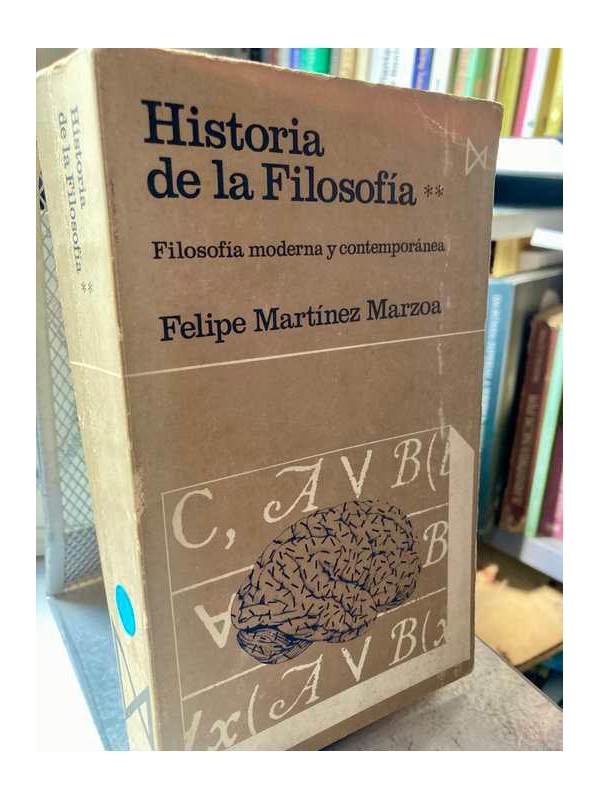 Historia
de la Filosofía **
Filosofía moderna y contemporánea
Felipe Martínez Marzoa
C, A ∨ B(
∀ B
∀x(A ∨ B(x
Historia
de la Filosofía **